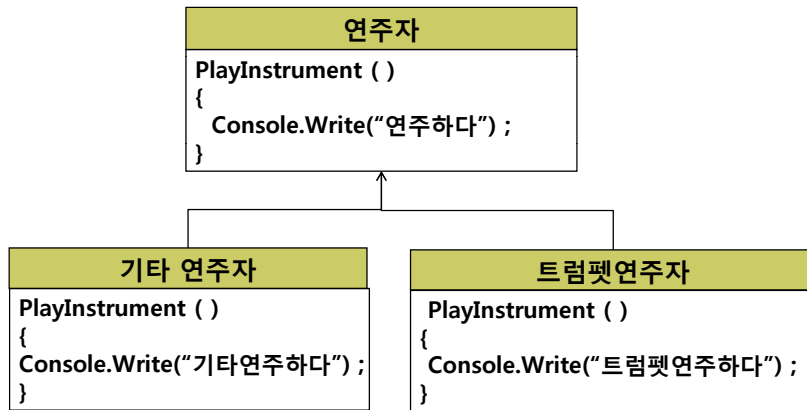 연주자
PlayInstrument ( )
{
Console.Write(“연주하다”) ;
}
기타 연주자
PlayInstrument ( )
{
Console.Write(“기타연주하다”) ;
}
트럼펫연주자
PlayInstrument ( )
{
Console.Write(“트럼펫연주하다”) ;
}